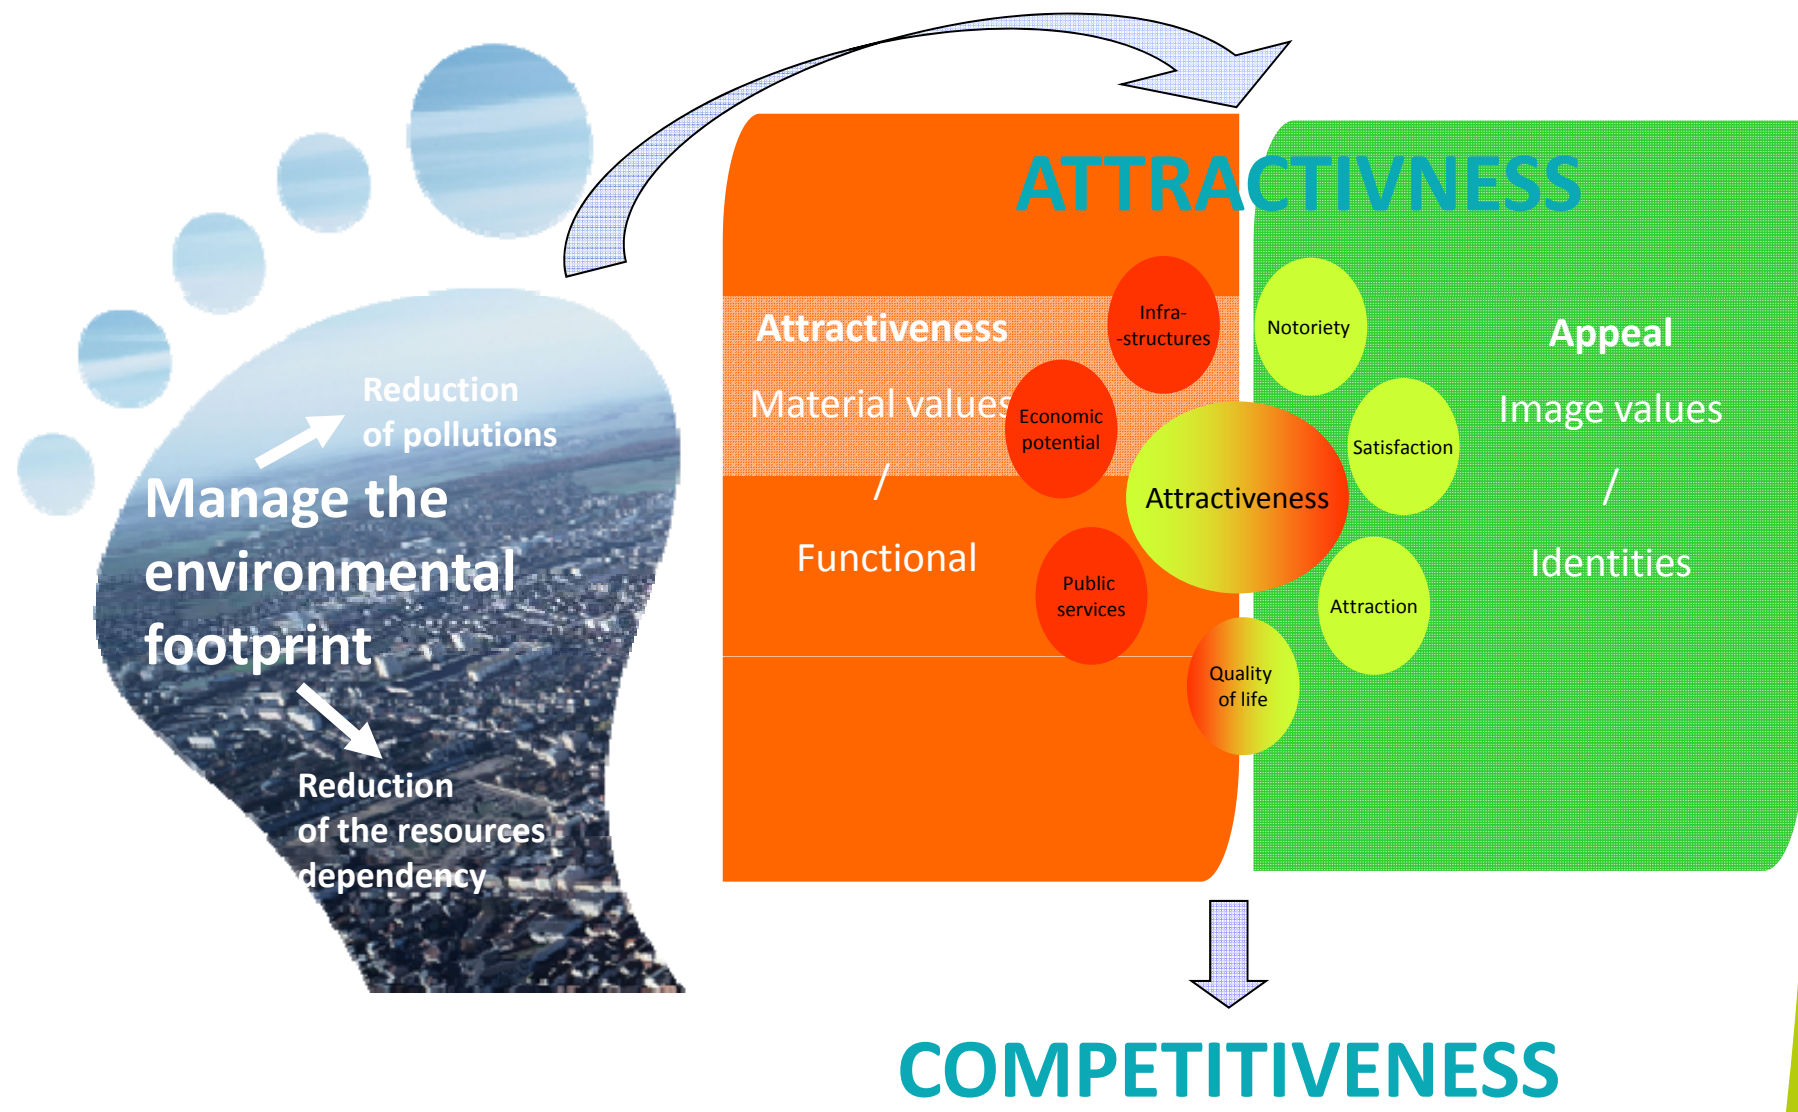 Reduction
of pollutions
Manage the
environmental
footprint
Reduction
of the resources
dependency
ATTRACTIVNESS
Attractiveness
Material values
/
Functional
Infra-
-structures
Economic
potential
Public
services
Attractiveness
Quality
of life
Notoriety
Satisfaction
Attraction
Appeal
Image values
/
Identities
COMPETITIVENESS